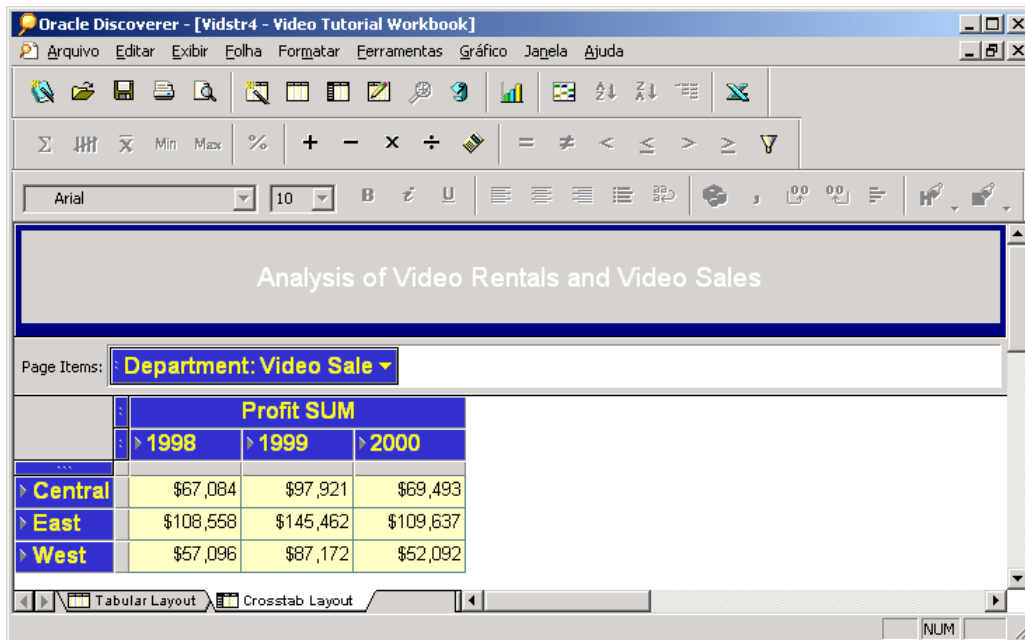 Oracle Discoverer - [Vidstr4 - Video Tutorial Workbook]
Arquivo Editar Exibir Folha Formatar Ferramentas Gráfico Janela Ajuda
Σ X Min Max % + - × ÷ = ≠ < ≤ > ≥
Arial 10 B i U
Analysis of Video Rentals and Video Sales
Page Items: Department: Video Sale
Profit SUM
1998 1999 2000
Central $67,084 $97,921 $69,493
East $108,558 $145,462 $109,637
West $57,096 $87,172 $52,092
Tabular Layout Crosstab Layout
NUM